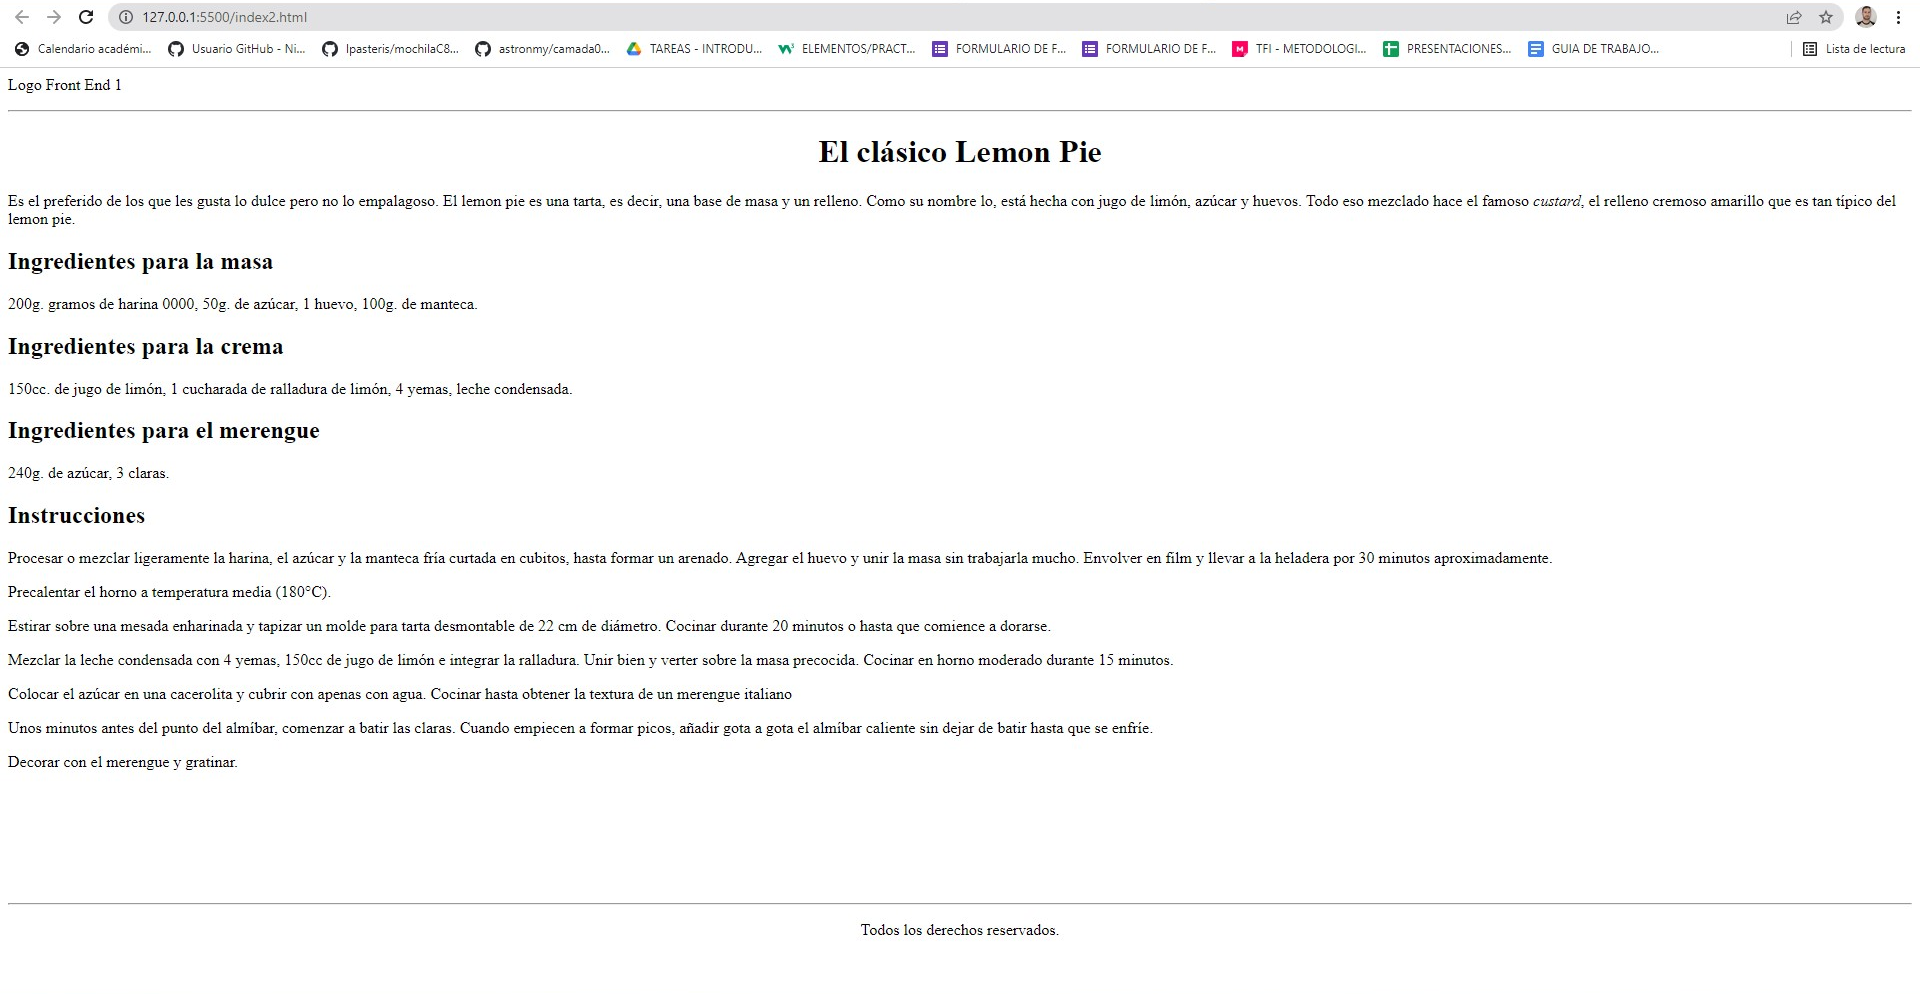 127.0.0.1:5500/index2.html
Calendario académi... Usuario GitHub - Ni... lpasteris/mochilaC8... astronmy/camada0... TAREAS - INTRODU... ELEMENTOS/PRACT... FORMULARIO DE F... FORMULARIO DE F... TFI - METODOLOGI... PRESENTACIONES... GUIA DE TRABAJO... Lista de lectura
Logo Front End 1
El clásico Lemon Pie
Es el preferido de los que les gusta lo dulce pero no lo empalagoso. El lemon pie es una tarta, es decir, una base de masa y un relleno. Como su nombre lo, está hecha con jugo de limón, azúcar y huevos. Todo eso mezclado hace el famoso custard, el relleno cremoso amarillo que es tan típico del
lemon pie.
Ingredientes para la masa
200g. gramos de harina 0000, 50g. de azúcar, 1 huevo, 100g. de manteca.
Ingredientes para la crema
150cc. de jugo de limón, 1 cucharada de ralladura de limón, 4 yemas, leche condensada.
Ingredientes para el merengue
240g. de azúcar, 3 claras.
Instrucciones
Procesar o mezclar ligeramente la harina, el azúcar y la manteca fría curtada en cubitos, hasta formar un arenado. Agregar el huevo y unir la masa sin trabajarla mucho. Envolver en film y llevar a la heladera por 30 minutos aproximadamente.
Precalentar el horno a temperatura media (180°C).
Estirar sobre una mesada enharinada y tapizar un molde para tarta desmontable de 22 cm de diámetro. Cocinar durante 20 minutos o hasta que comience a dorarse.
Mezclar la leche condensada con 4 yemas, 150cc de jugo de limón e integrar la ralladura. Unir bien y verter sobre la masa precocida. Cocinar en horno moderado durante 15 minutos.
Colocar el azúcar en una cacerolita y cubrir con apenas con agua. Cocinar hasta obtener la textura de un merengue italiano
Unos minutos antes del punto del almíbar, comenzar a batir las claras. Cuando empiecen a formar picos, añadir gota a gota el almíbar caliente sin dejar de batir hasta que se enfríe.
Decorar con el merengue y gratinar.
Todos los derechos reservados.